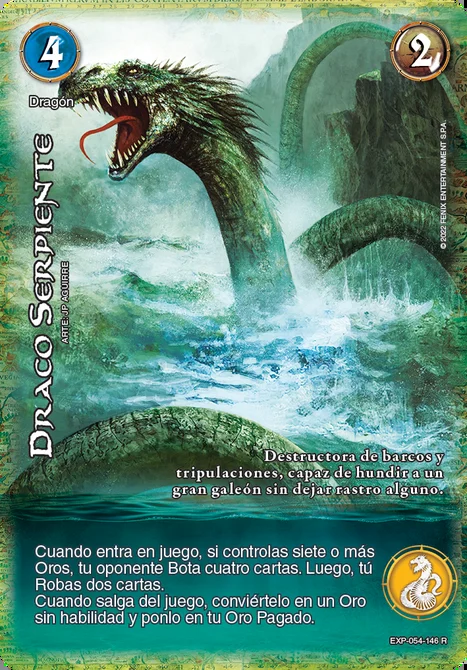 4
2
Dragón
Draco Serpiente
ARTE: JP AGUIRRE
© 2022 FENIX ENTERTAINMENT S.P.A.
Destructora de barcos y
tripulaciones, capaz de hundir a un
gran galeón sin dejar rastro alguno.
Cuando entra en juego, si controlas siete o más
Oros, tu oponente Bota cuatro cartas. Luego, tú
Robas dos cartas.
Cuando salga del juego, conviértelo en un Oro
sin habilidad y ponlo en tu Oro Pagado.
EXP-054-146 R